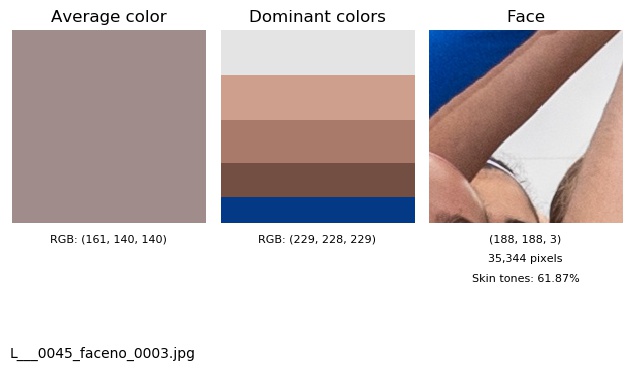 Average color
Dominant colors
Face
RGB: (161, 140, 140)
RGB: (229, 228, 229)
(188, 188, 3)
35,344 pixels
Skin tones: 61.87%
L___0045_faceno_0003.jpg